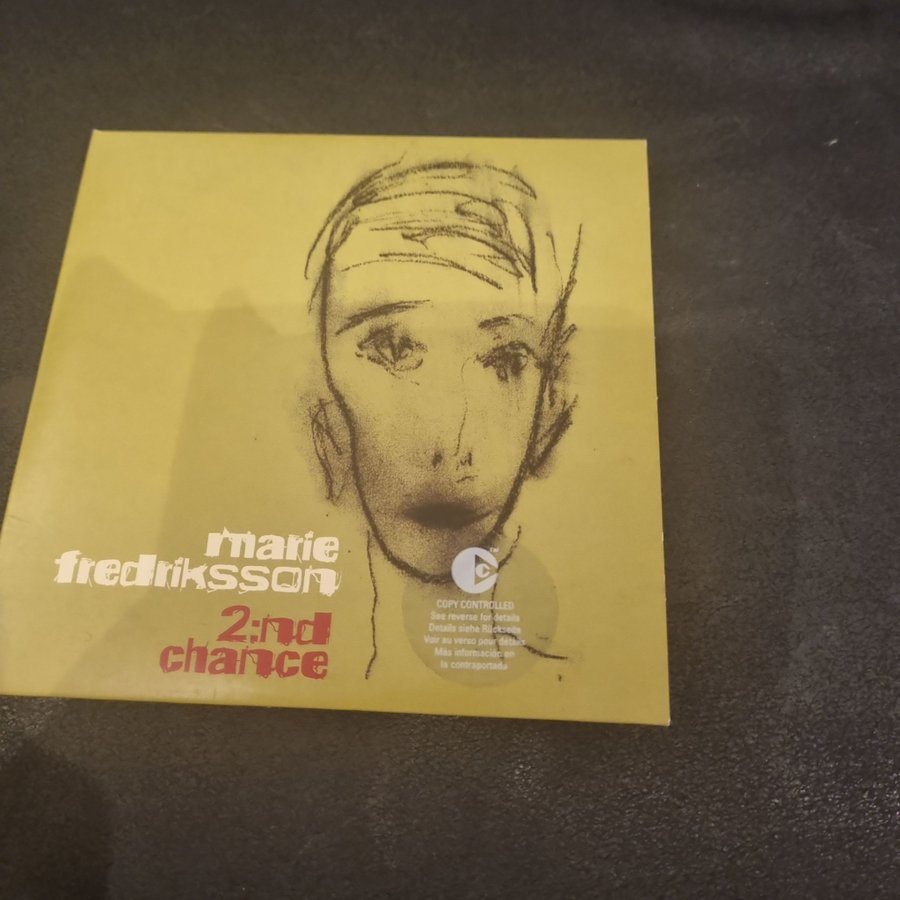 marie
fredriksson
2:nd
chance
C
™
COPY CONTROLLED
See reverse for details
Details siehe Rückseite
Voir au verso pour détails
Más información en
la contraportada